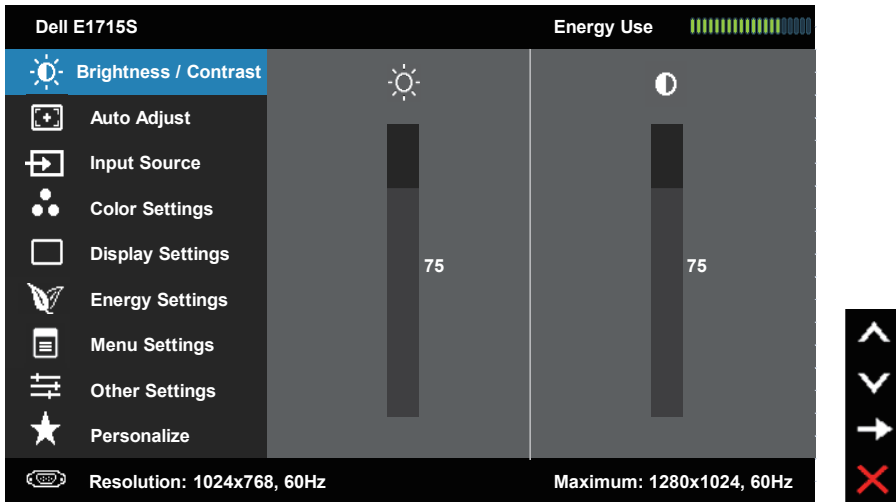 Dell E1715S Energy Use
Brightness / Contrast
Auto Adjust
Input Source
Color Settings
Display Settings
75 75
Energy Settings
Menu Settings
Other Settings
Personalize
Resolution: 1024x768, 60Hz Maximum: 1280x1024, 60Hz